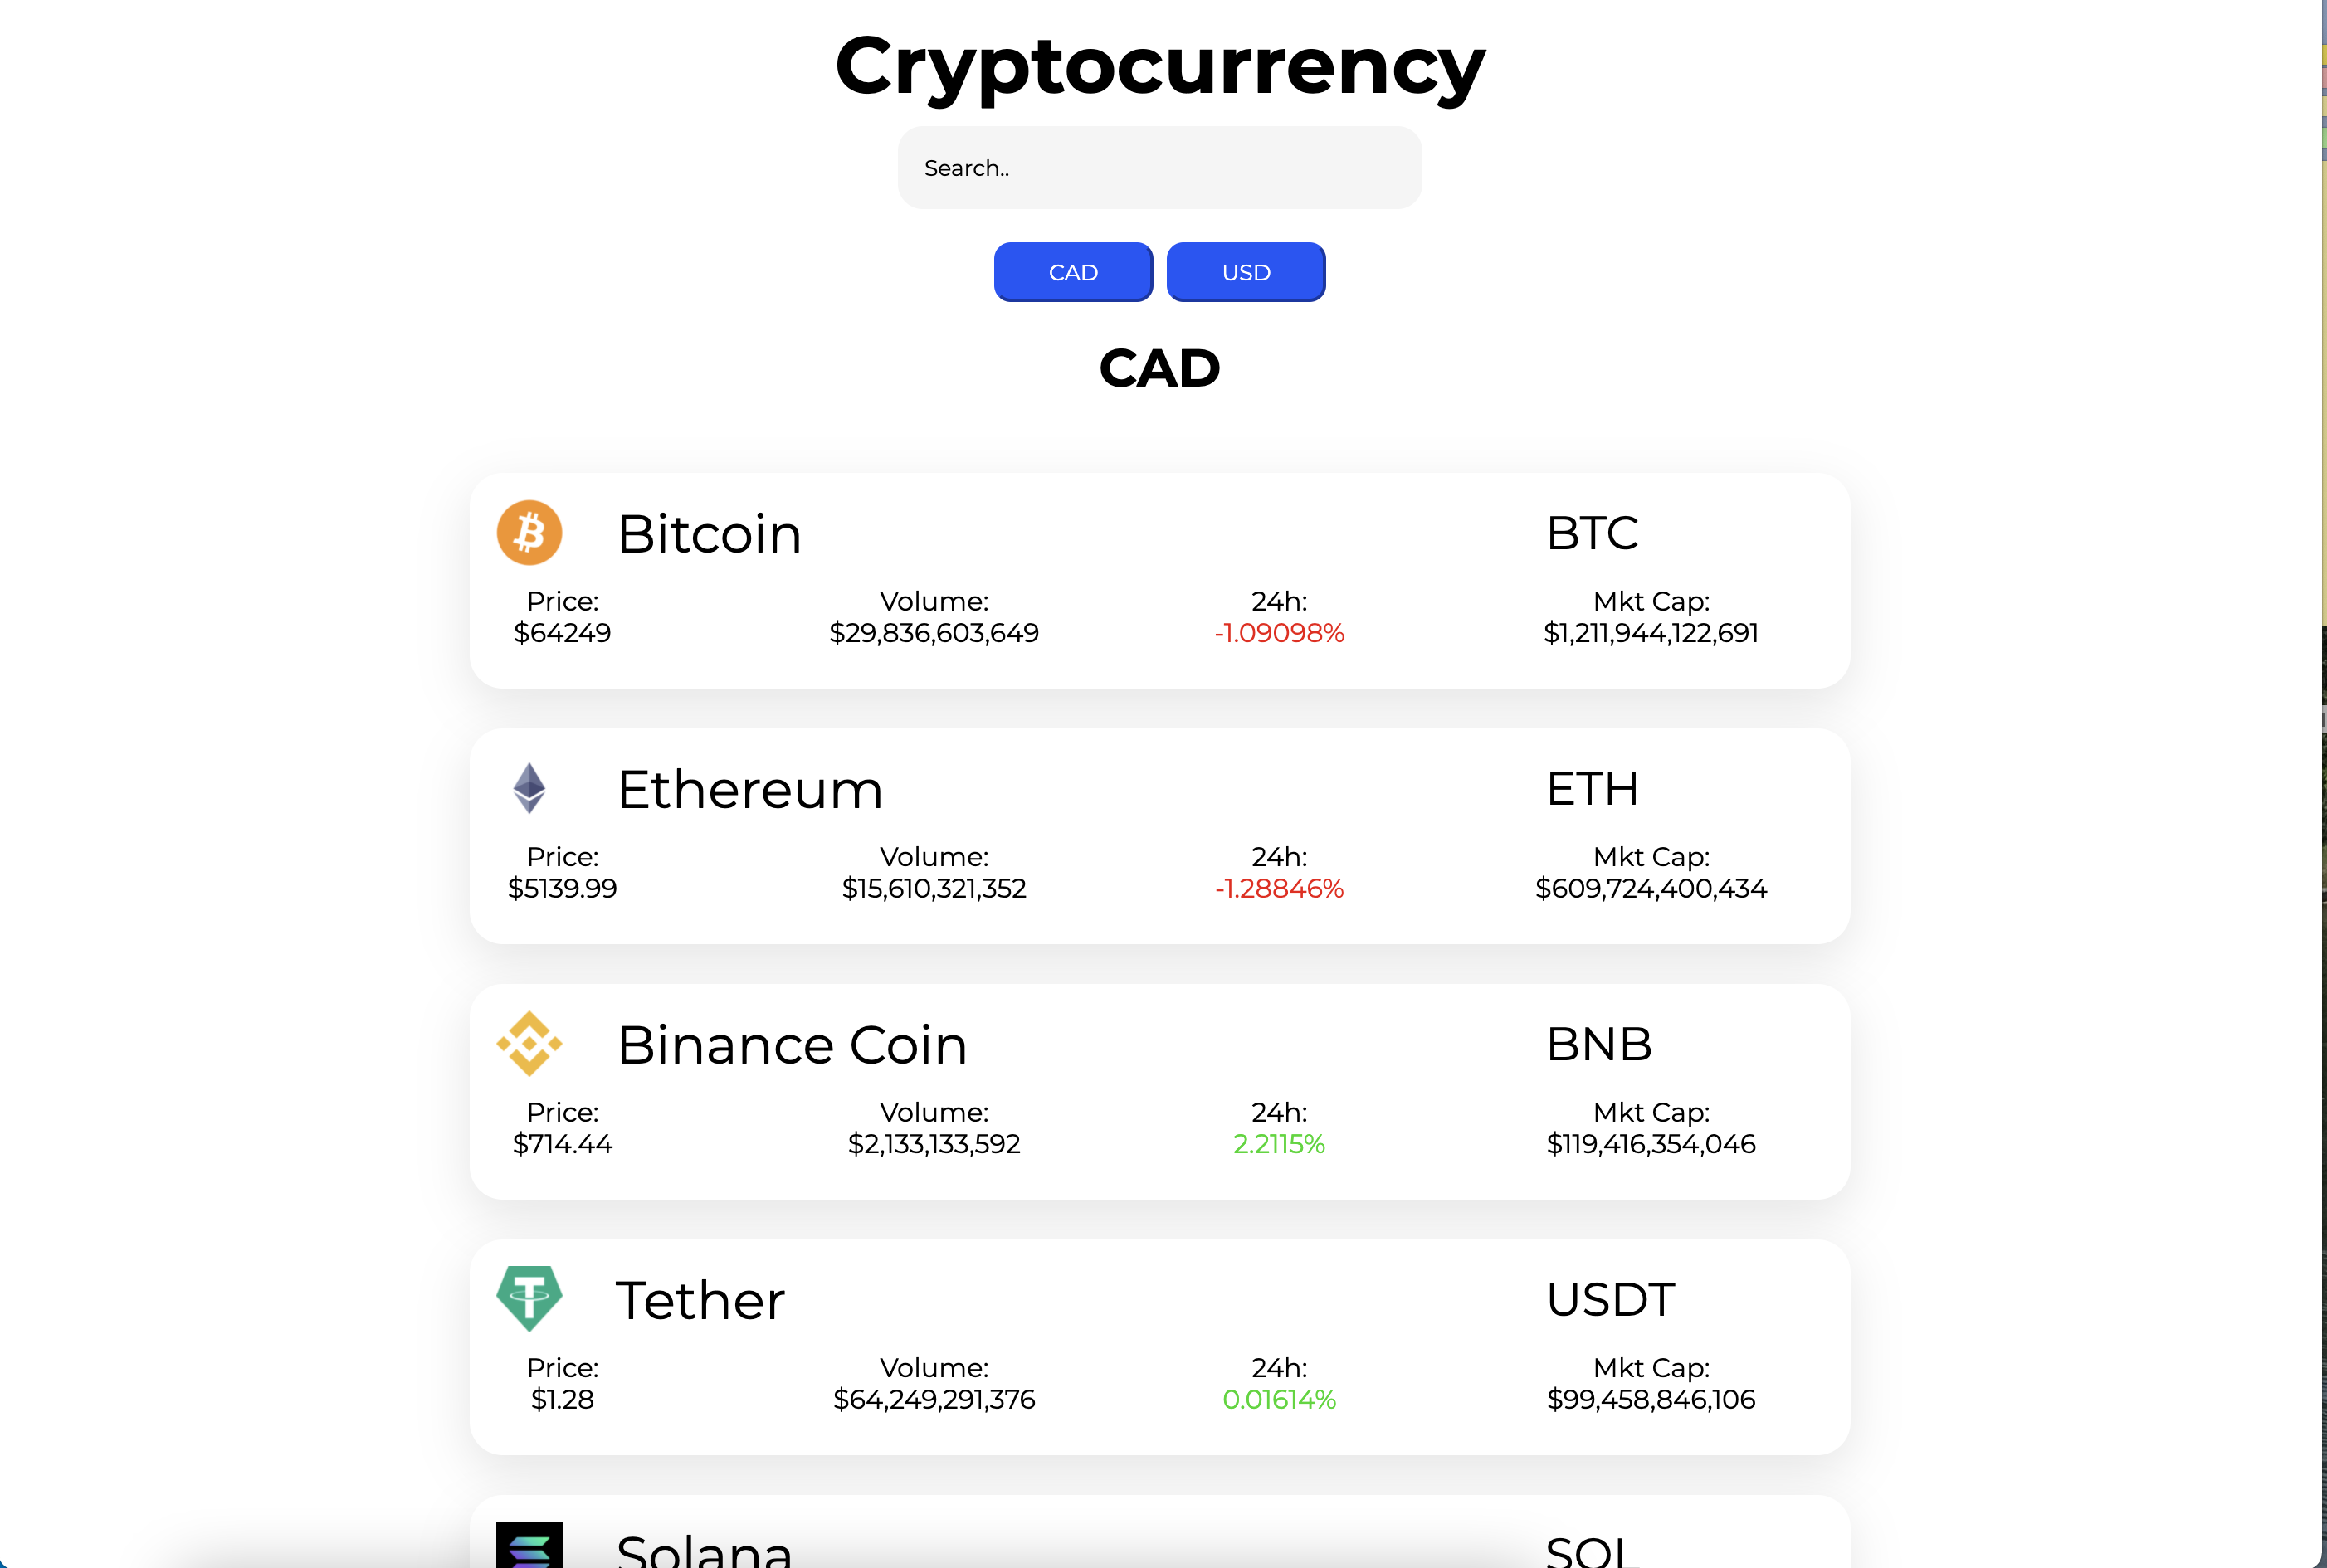 Cryptocurrency
Search..
CAD USD
CAD
Bitcoin BTC
Price: Volume: 24h: Mkt Cap:
$64249 $29,836,603,649 -1.09098% $1,211,944,122,691
Ethereum ETH
Price: Volume: 24h: Mkt Cap:
$5139.99 $15,610,321,352 -1.28846% $609,724,400,434
Binance Coin BNB
Price: Volume: 24h: Mkt Cap:
$714.44 $2,133,133,592 2.2115% $119,416,354,046
Tether USDT
Price: Volume: 24h: Mkt Cap:
$1.28 $64,249,291,376 0.01614% $99,458,846,106
Solana SOL